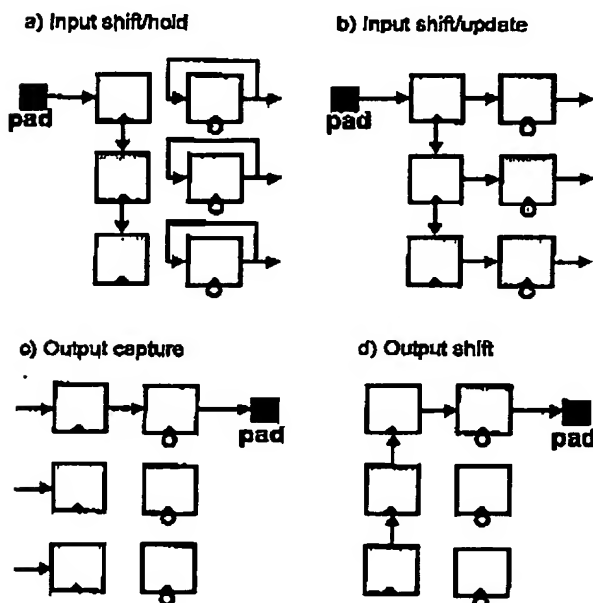 a) Input shift/hold
b) Input shift/update
pad
pad
c) Output capture
d) Output shift
pad
pad